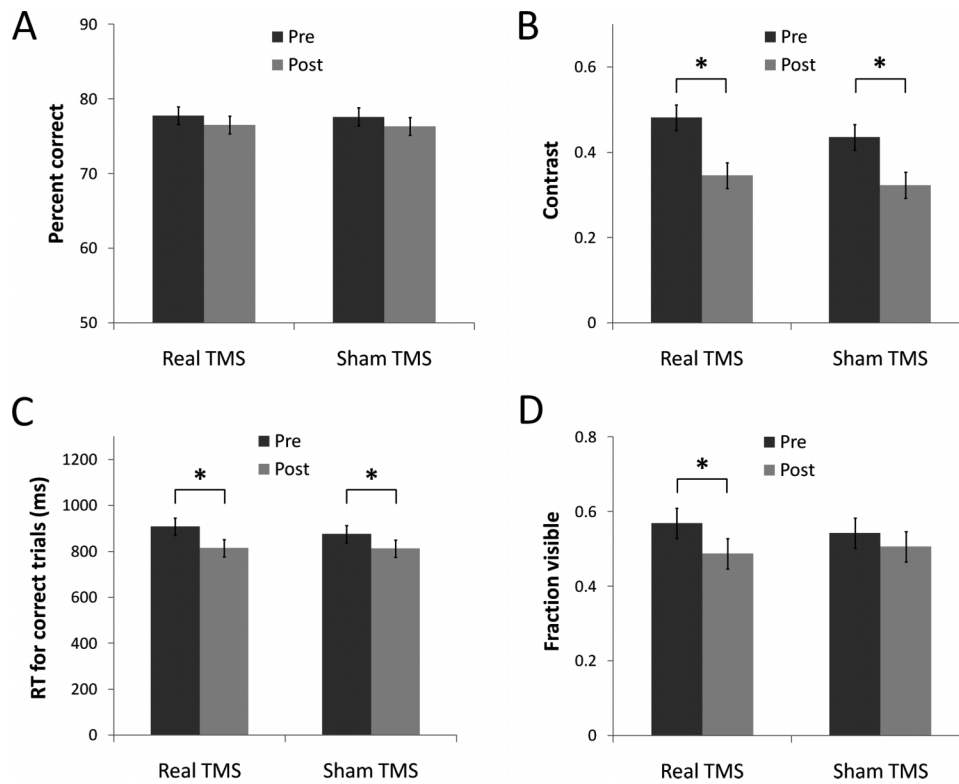 A
Percent correct
90
80
70
60
50
Pre
Post
Real TMS
Sham TMS
B
Contrast
0.6
0.4
0.2
0
Pre
Post
*
*
Real TMS
Sham TMS
C
RT for correct trials (ms)
1200
1000
800
600
400
200
0
Pre
Post
*
*
Real TMS
Sham TMS
D
Fraction visible
0.8
0.6
0.4
0.2
0
Pre
Post
*
Real TMS
Sham TMS